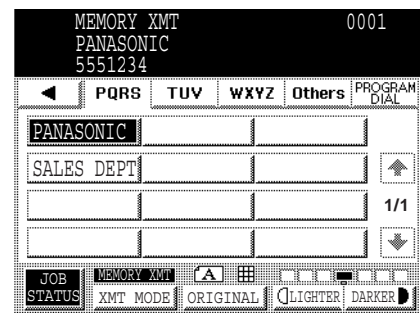 MEMORY XMT 0001
PANASONIC
5551234
PQRS TUV WXYZ Others PROGRAM DIAL
PANASONIC
SALES DEPT
1/1
JOB STATUS
MEMORY XMT A
XMT MODE ORIGINAL LIGHTER DARKER